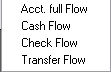 Acct. full Flow
Cash Flow
Check Flow
Transfer Flow